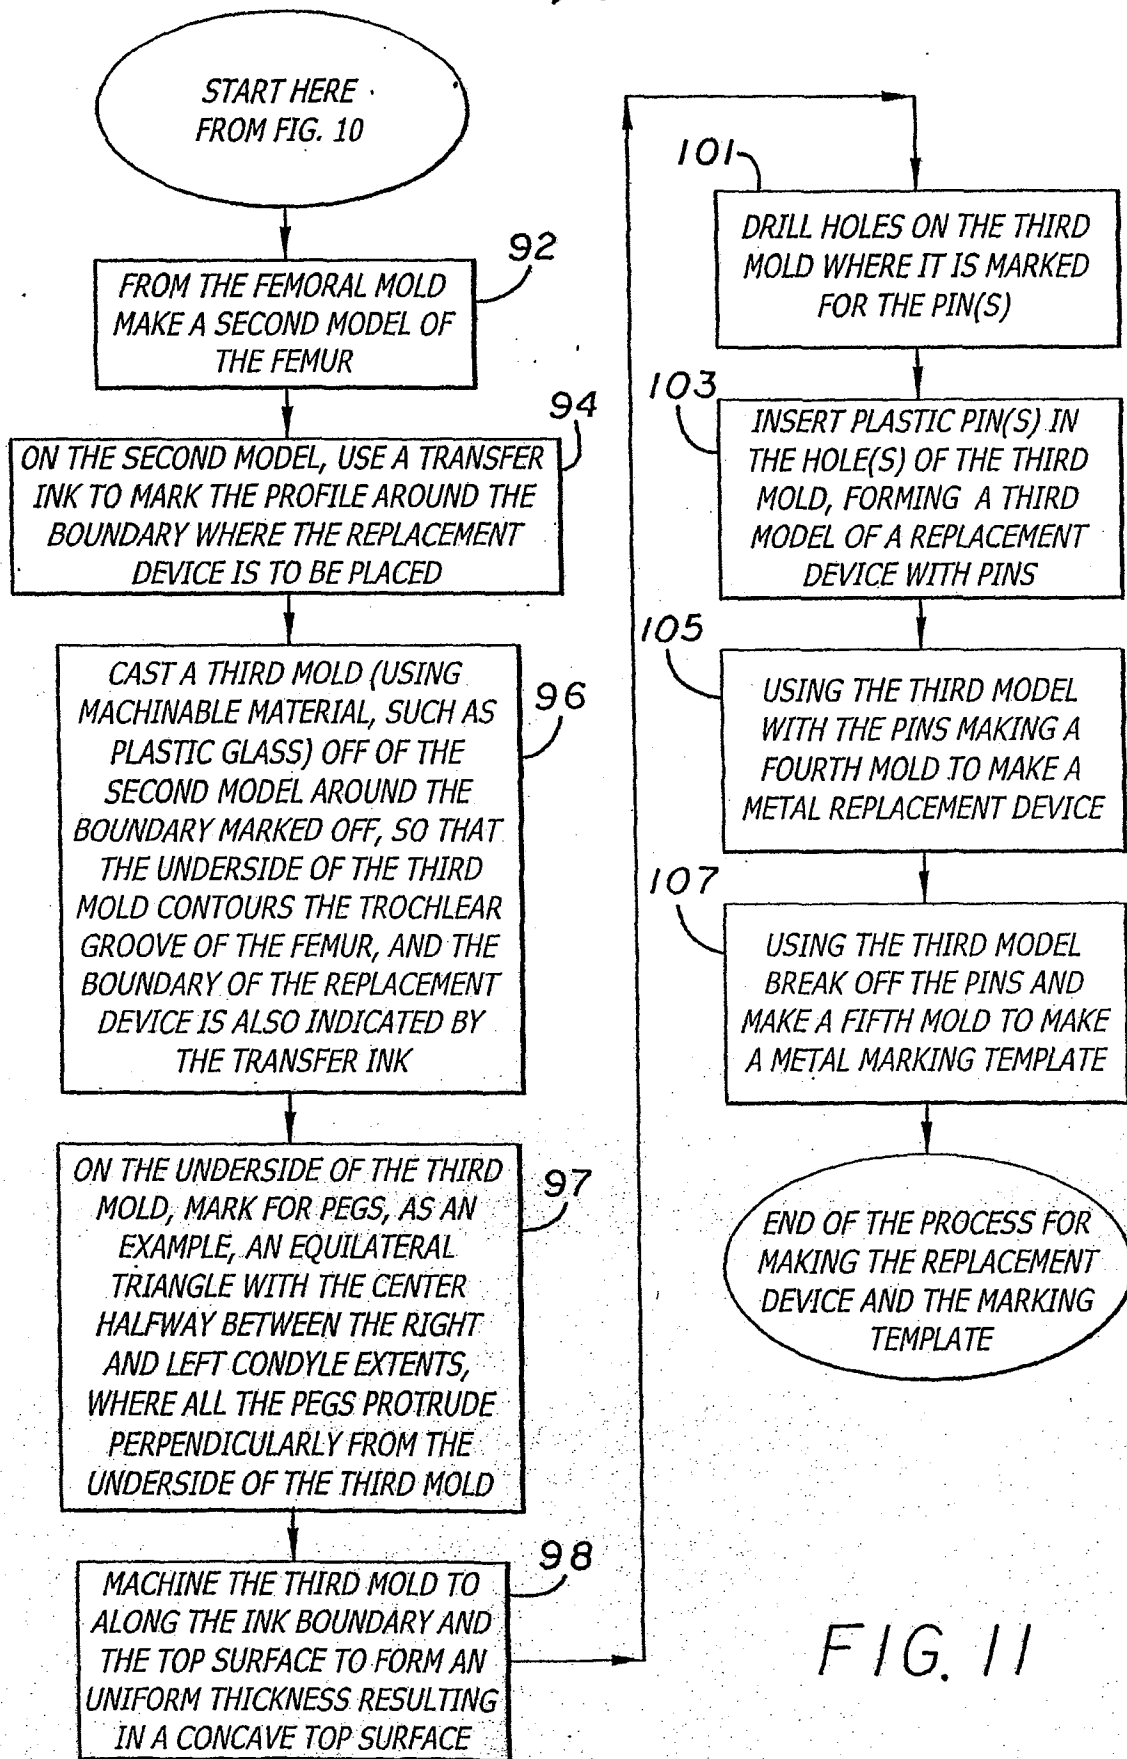 START HERE
FROM FIG. 10
92
FROM THE FEMORAL MOLD
MAKE A SECOND MODEL OF
THE FEMUR
94
ON THE SECOND MODEL, USE A TRANSFER
INK TO MARK THE PROFILE AROUND THE
BOUNDARY WHERE THE REPLACEMENT
DEVICE IS TO BE PLACED
96
CAST A THIRD MOLD (USING
MACHINABLE MATERIAL, SUCH AS
PLASTIC GLASS) OFF OF THE
SECOND MODEL AROUND THE
BOUNDARY MARKED OFF, SO THAT
THE UNDERSIDE OF THE THIRD
MOLD CONTOURS THE TROCHLEAR
GROOVE OF THE FEMUR, AND THE
BOUNDARY OF THE REPLACEMENT
DEVICE IS ALSO INDICATED BY
THE TRANSFER INK
97
ON THE UNDERSIDE OF THE THIRD
MOLD, MARK FOR PEGS, AS AN
EXAMPLE, AN EQUILATERAL
TRIANGLE WITH THE CENTER
HALFWAY BETWEEN THE RIGHT
AND LEFT CONDYLE EXTENTS,
WHERE ALL THE PEGS PROTRUDE
PERPENDICULARLY FROM THE
UNDERSIDE OF THE THIRD MOLD
98
MACHINE THE THIRD MOLD TO
ALONG THE INK BOUNDARY AND
THE TOP SURFACE TO FORM AN
UNIFORM THICKNESS RESULTING
IN A CONCAVE TOP SURFACE
101
DRILL HOLES ON THE THIRD
MOLD WHERE IT IS MARKED
FOR THE PIN(S)
103
INSERT PLASTIC PIN(S) IN
THE HOLE(S) OF THE THIRD
MOLD, FORMING A THIRD
MODEL OF A REPLACEMENT
DEVICE WITH PINS
105
USING THE THIRD MODEL
WITH THE PINS MAKING A
FOURTH MOLD TO MAKE A
METAL REPLACEMENT DEVICE
107
USING THE THIRD MODEL
BREAK OFF THE PINS AND
MAKE A FIFTH MOLD TO MAKE
A METAL MARKING TEMPLATE
END OF THE PROCESS FOR
MAKING THE REPLACEMENT
DEVICE AND THE MARKING
TEMPLATE
FIG. 11